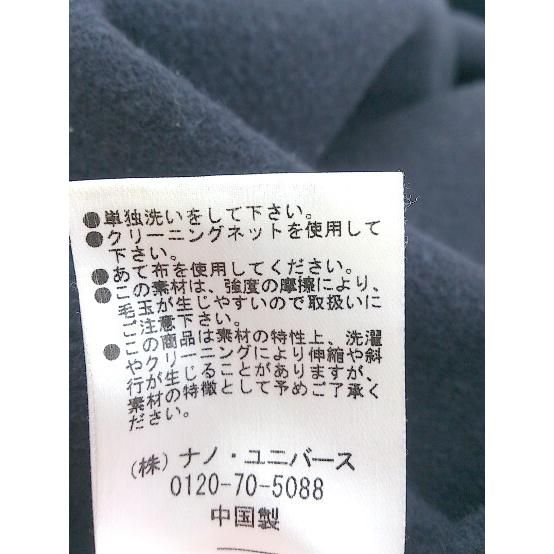 ●単独洗いをして下さい。
●クリーニングネットを使用して
下さい。
●あて布を使用してください。
●この素材は、強度の摩擦により、
毛玉が生じやすいので取扱いに
ご注意下さい。
●この商品は素材の特性上、洗濯
やクリーニングにより伸縮や斜
行が生じることがありますが、
素材の特徴として予めご了承く
ださい。
(株)ナノ・ユニバース
0120-70-5088
中国製